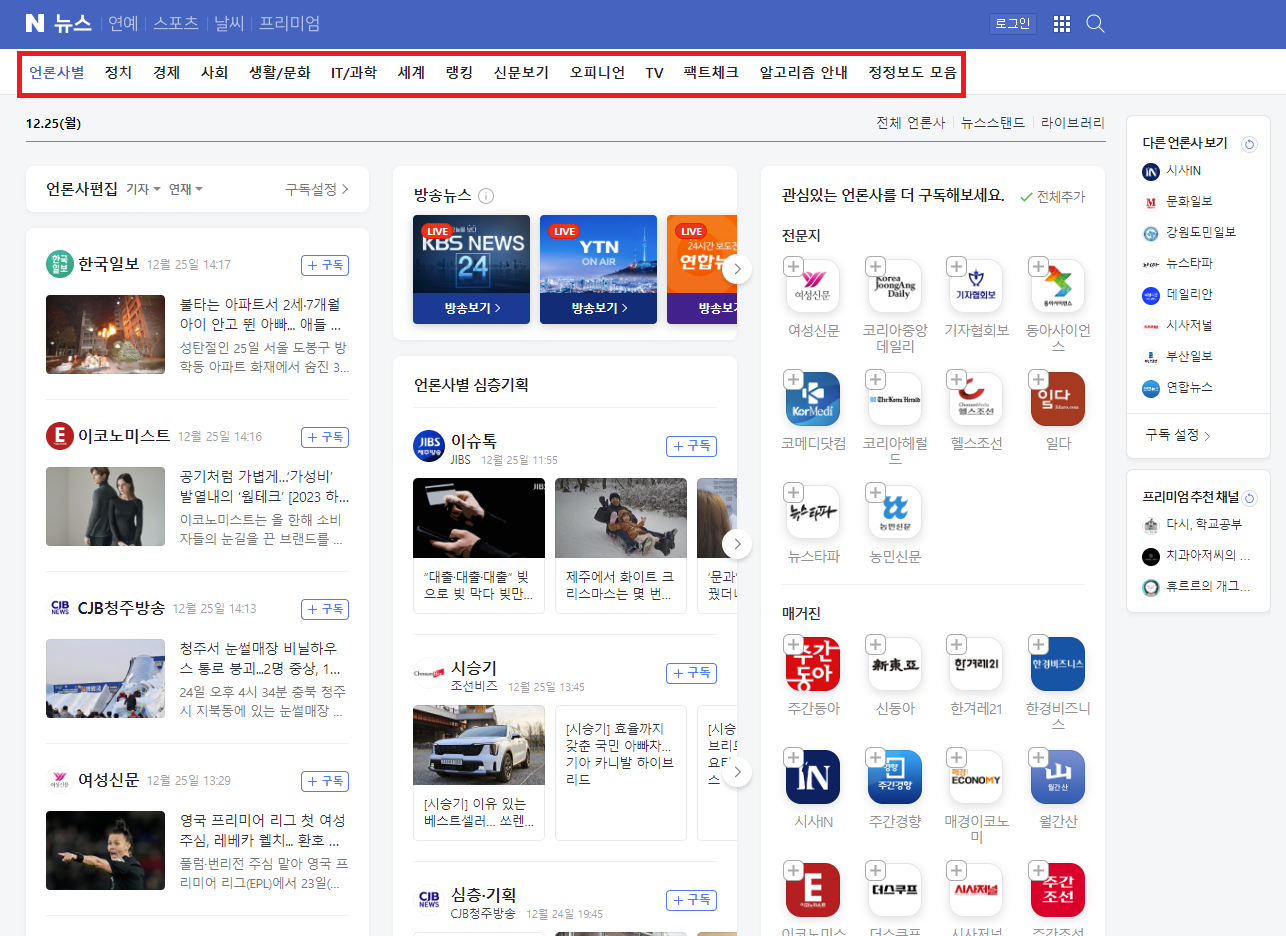 N 뉴스 연예 스포츠 날씨 프리미엄
로그인
언론사별 정치 경제 사회 생활/문화 IT/과학 세계 랭킹 신문보기 오피니언 TV 팩트체크 알고리즘 안내 정정보도 모음
12.25(월)
전체 언론사 뉴스스탠드 라이브러리
언론사편집 기자 연재 구독설정
한국일보 12월 25일 14:17
+ 구독
불타는 아파트서 2세·7개월
아이 안고 뛴 아빠... 애들 ...
성탄절인 25일 서울 도봉구 방
학동 아파트 화재에서 숨진 3...
이코노미스트 12월 25일 14:16
+ 구독
공기처럼 가볍게...‘가성비’
발열내의 ‘웜테크’ [2023 하...
이코노미스트는 올 한해 소비
자들의 눈길을 끈 브랜드를 ...
CJB청주방송 12월 25일 14:13
+ 구독
청주서 눈썰매장 비닐하우
스 통로 붕괴...2명 중상, 1...
24일 오후 4시 34분 충북 청주
시 지북동에 있는 눈썰매장 ...
여성신문 12월 25일 13:29
+ 구독
영국 프리미어 리그 첫 여성
주심, 레베카 웰치... 환호 ...
풀럼·번리전 주심 맡아 영국 프
리미어 리그(EPL)에서 23일(...
방송뉴스
LIVE
KBS NEWS
24
방송보기
LIVE
YTN
ON AIR
방송보기
LIVE
24시간 보도전
연합뉴
방송보기
언론사별 심층기획
이슈톡
JIBS 12월 25일 11:55
+ 구독
“대출·대출·대출” 빚
으로 빚 막다 빚만...
제주에서 화이트 크
리스마스는 몇 번...
‘문과’
꿨더니
시승기
조선비즈 12월 25일 13:45
+ 구독
[시승기] 이유 있는
베스트셀러... 쏘렌...
[시승기] 효율까지
갖춘 국민 아빠차...
기아 카니발 하이브
리드
[시승
브리드
요타
스
심층·기획
CJB청주방송 12월 24일 19:45
+ 구독
관심있는 언론사를 더 구독해보세요.
전체추가
전문지
여성신문 코리아중앙데일리 기자협회보 동아사이언스
코메디닷컴 코리아헤럴드 헬스조선 일다
뉴스타파 농민신문
매거진
주간동아 신동아 한겨레21 한경비즈니스
시사IN 주간경향 매경이코노미 월간산
이코노미스 더스쿠프 시사저널 주간조선
다른 언론사 보기
시사IN
문화일보
강원도민일보
뉴스타파
데일리안
시사저널
부산일보
연합뉴스
구독 설정
프리미엄 추천 채널
다시, 학교공부
치과아저씨의 ...
휴르르의 개그...